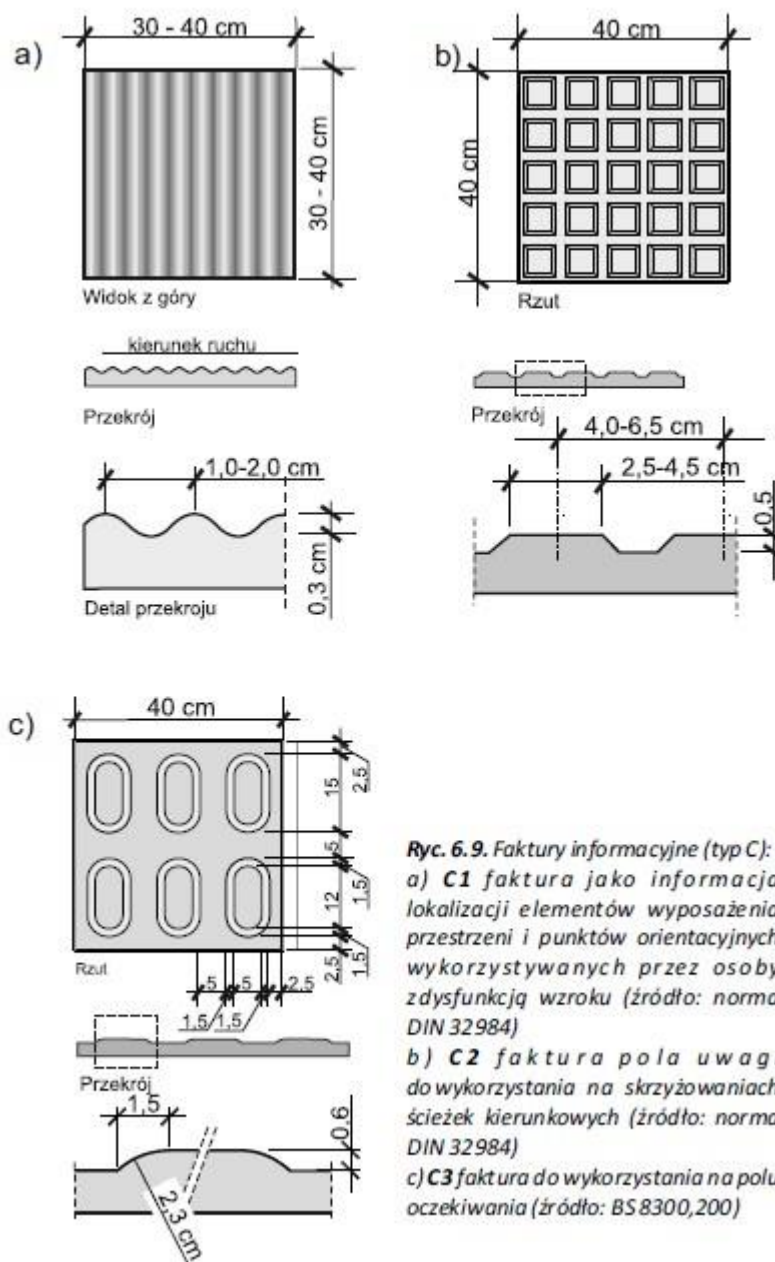 30 - 40 cm
a)
30 - 40 cm
Widok z góry
kierunek ruchu
Przekrój
1,0-2,0 cm
0,3 cm
Detal przekroju
40 cm
b)
40 cm
Rzut
Przekrój
4,0-6,5 cm
2,5-4,5 cm
0.5
40 cm
c)
15
2.5
5
12
1.5
2.5
1.5
Rzut
5
5
2.5
1,5
1,5
Przekrój
1,5
0.6
2,3 cm
Ryc. 6.9. Faktury informacyjne (typ C):
a) C1 faktura jako informacja
lokalizacji elementów wyposażenia
przestrzeni i punktów orientacyjnych
wykorzystywanych przez osoby
z dysfunkcją wzroku (źródło: norma
DIN 32984)
b) C2 faktura pola uwag
do wykorzystania na skrzyżowaniach
ścieżek kierunkowych (źródło: norma
DIN 32984)
c) C3 faktura do wykorzystania na polu
oczekiwania (źródło: BS 8300,200)